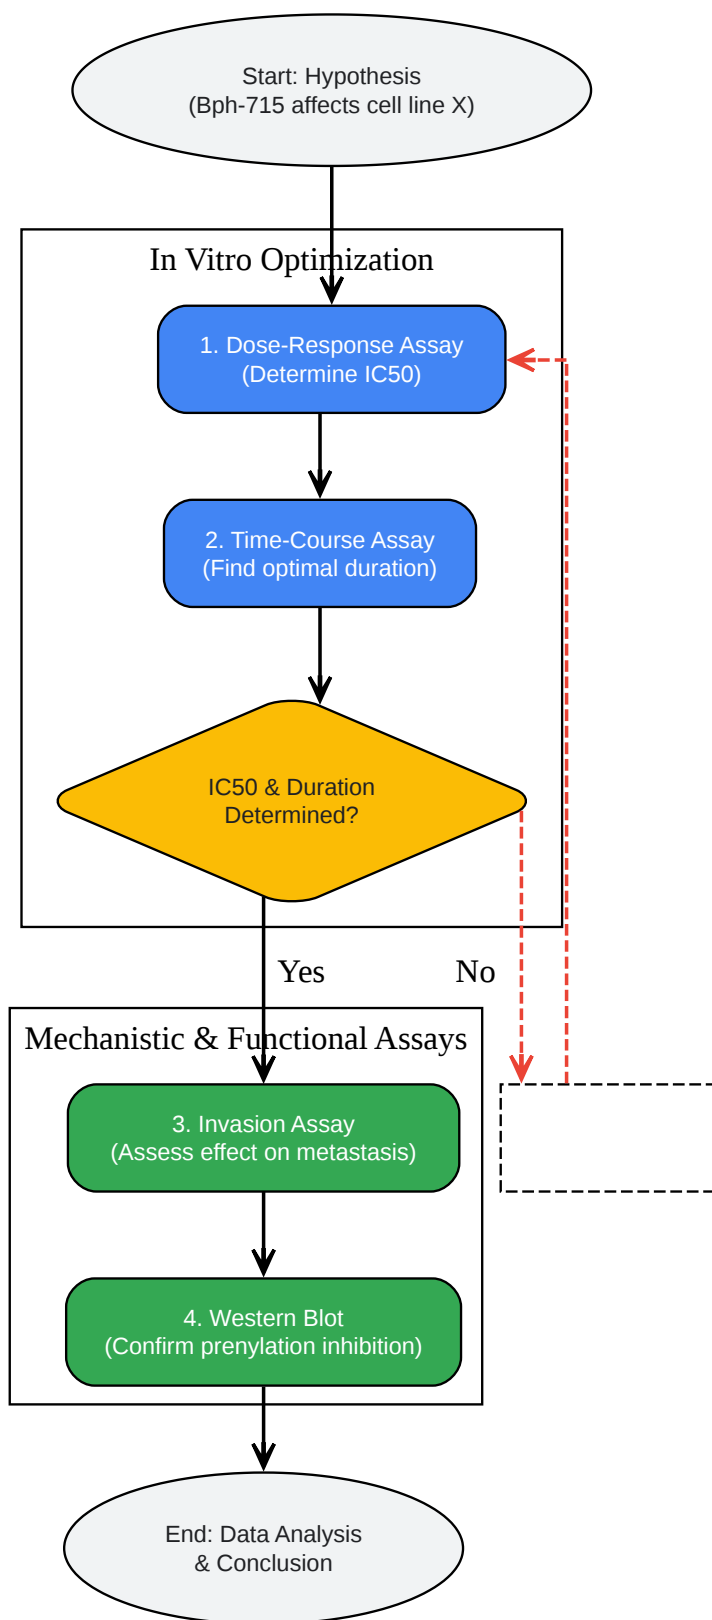 Start: Hypothesis
(Bph-715 affects cell line X)
In Vitro Optimization
1. Dose-Response Assay
(Determine IC50)
2. Time-Course Assay
(Find optimal duration)
IC50 & Duration
Determined?
Yes
No
Mechanistic & Functional Assays
3. Invasion Assay
(Assess effect on metastasis)
4. Western Blot
(Confirm prenylation inhibition)
End: Data Analysis
& Conclusion